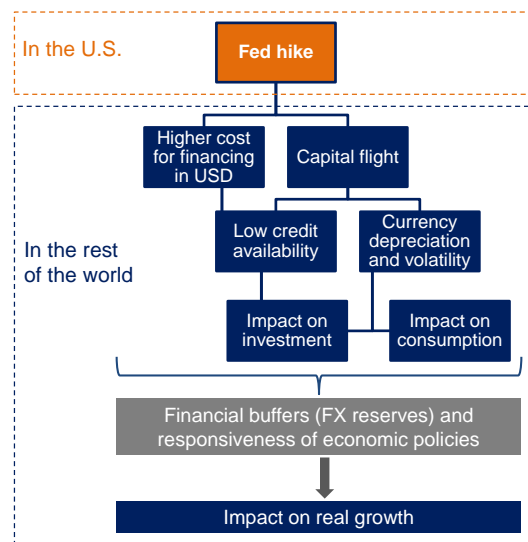 In the U.S.
Fed hike
Higher cost
for financing
in USD
Capital flight
Low credit
availability
Currency
depreciation
and volatility
In the rest
of the world
Impact on
investment
Impact on
consumption
Financial buffers (FX reserves) and
responsiveness of economic policies
Impact on real growth